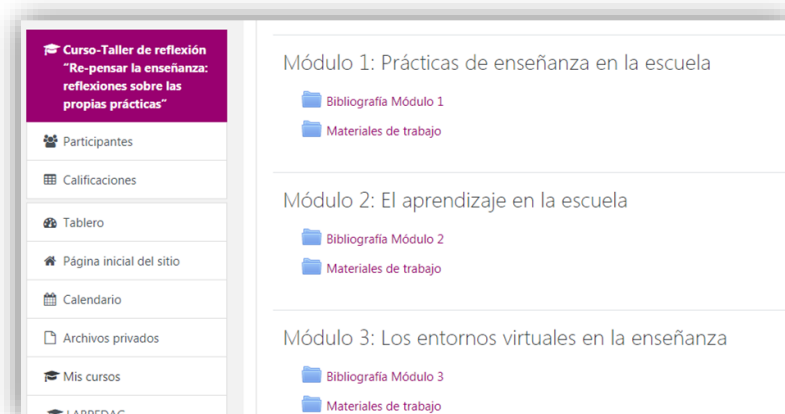 Curso-Taller de reflexión
“Re-pensar la enseñanza:
reflexiones sobre las
propias prácticas”
Participantes
Calificaciones
Tablero
Página inicial del sitio
Calendario
Archivos privados
Mis cursos
Módulo 1: Prácticas de enseñanza en la escuela
Bibliografía Módulo 1
Materiales de trabajo
Módulo 2: El aprendizaje en la escuela
Bibliografía Módulo 2
Materiales de trabajo
Módulo 3: Los entornos virtuales en la enseñanza
Bibliografía Módulo 3
Materiales de trabajo